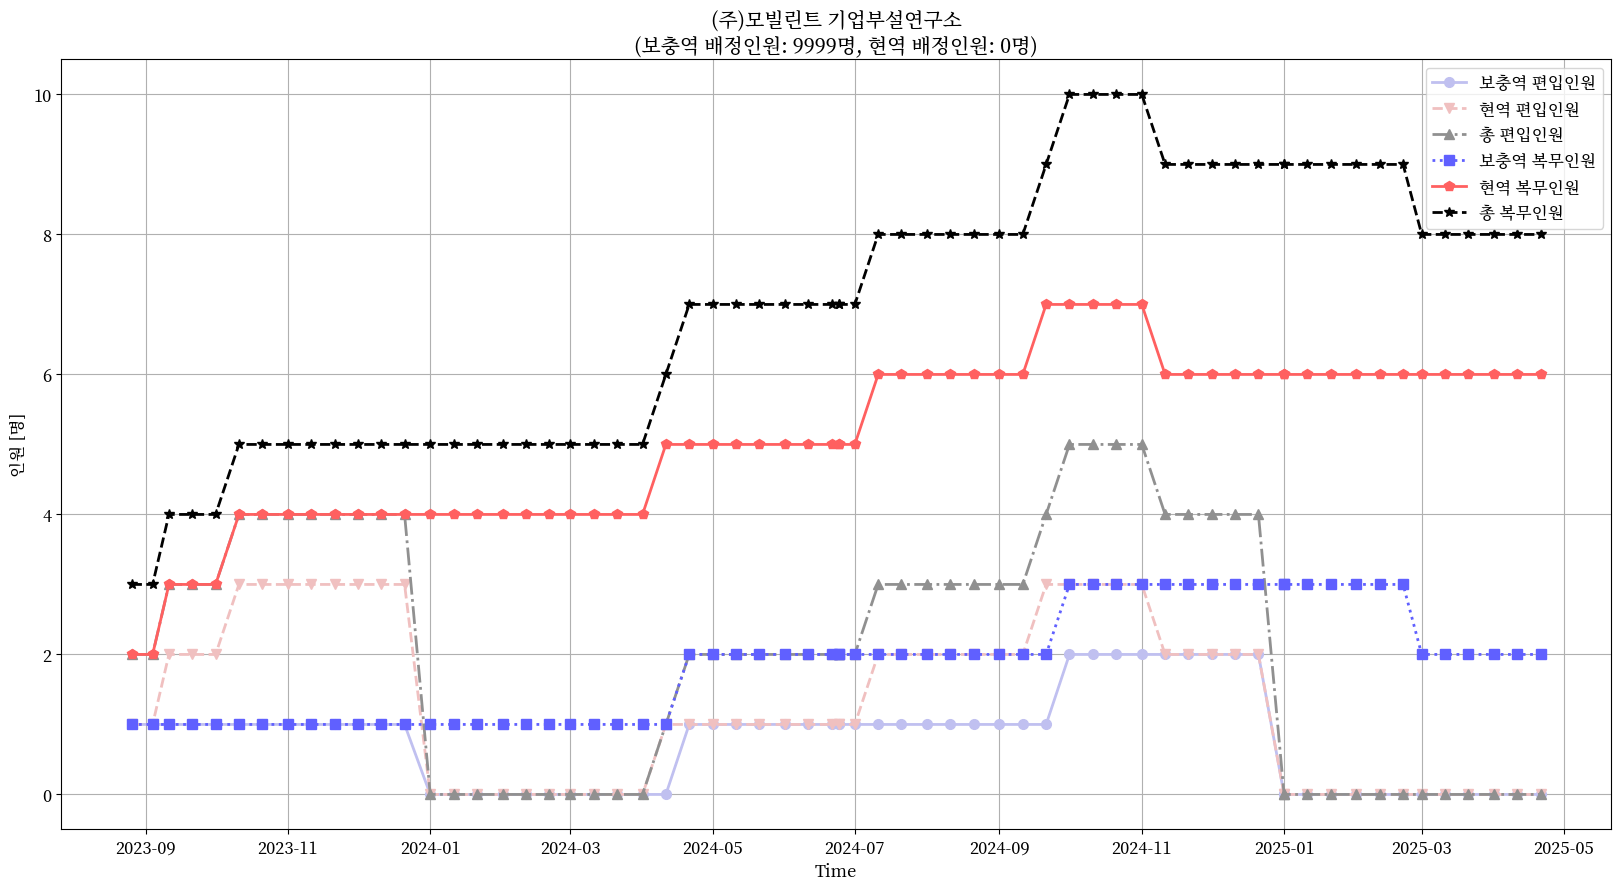 (주)모빌린트 기업부설연구소
(보충역 배정인원: 9999명, 현역 배정인원: 0명)
보충역 편입인원
현역 편입인원
총 편입인원
보충역 복무인원
현역 복무인원
총 복무인원
인원 [명]
10
8
6
4
2
0
2023-09
2023-11
2024-01
2024-03
2024-05
2024-07
2024-09
2024-11
2025-01
2025-03
2025-05
Time